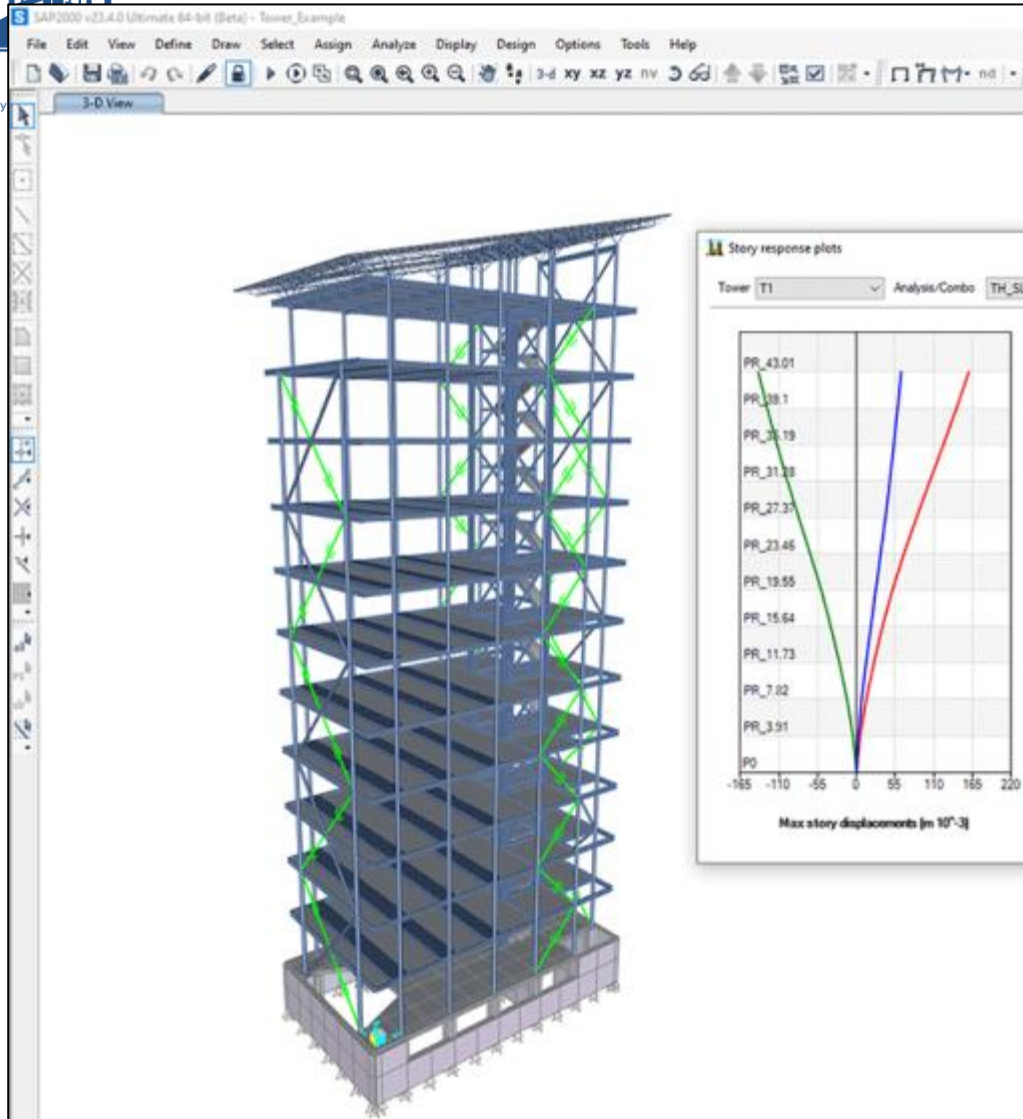 SAP2000 v23.4.0 Ultimate 64-bit (Beta) - Tower_Example
File Edit View Define Draw Select Assign Analyze Display Design Options Tools Help
3-d xy xz yz nv nd
3-D View
Story response plots
Tower T1 Analysis/Combo
PR_43.01
PR_39.1
PR_35.19
PR_31.28
PR_27.37
PR_23.46
PR_19.55
PR_15.64
PR_11.73
PR_7.82
PR_3.91
P0
-165 -110 -55 0 55 110 165 220
Max story displacements [m 10^-3]